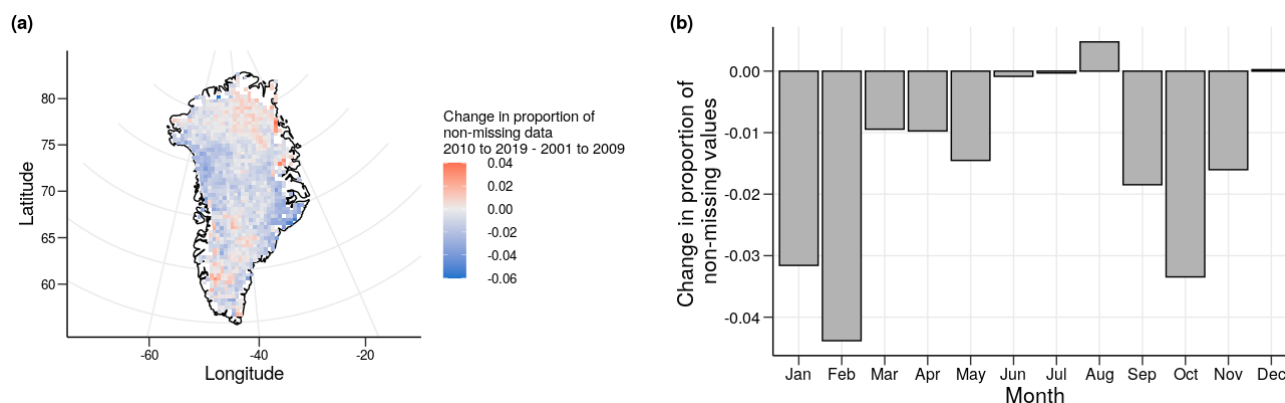 (a)
80
75
70
65
60
Latitude
-60
-40
-20
Longitude
Change in proportion of
non-missing data
2010 to 2019 - 2001 to 2009
0.04
0.02
0.00
-0.02
-0.04
-0.06
(b)
Change in proportion of
non-missing values
0.00
-0.01
-0.02
-0.03
-0.04
Jan Feb Mar Apr May Jun Jul Aug Sep Oct Nov Dec
Month